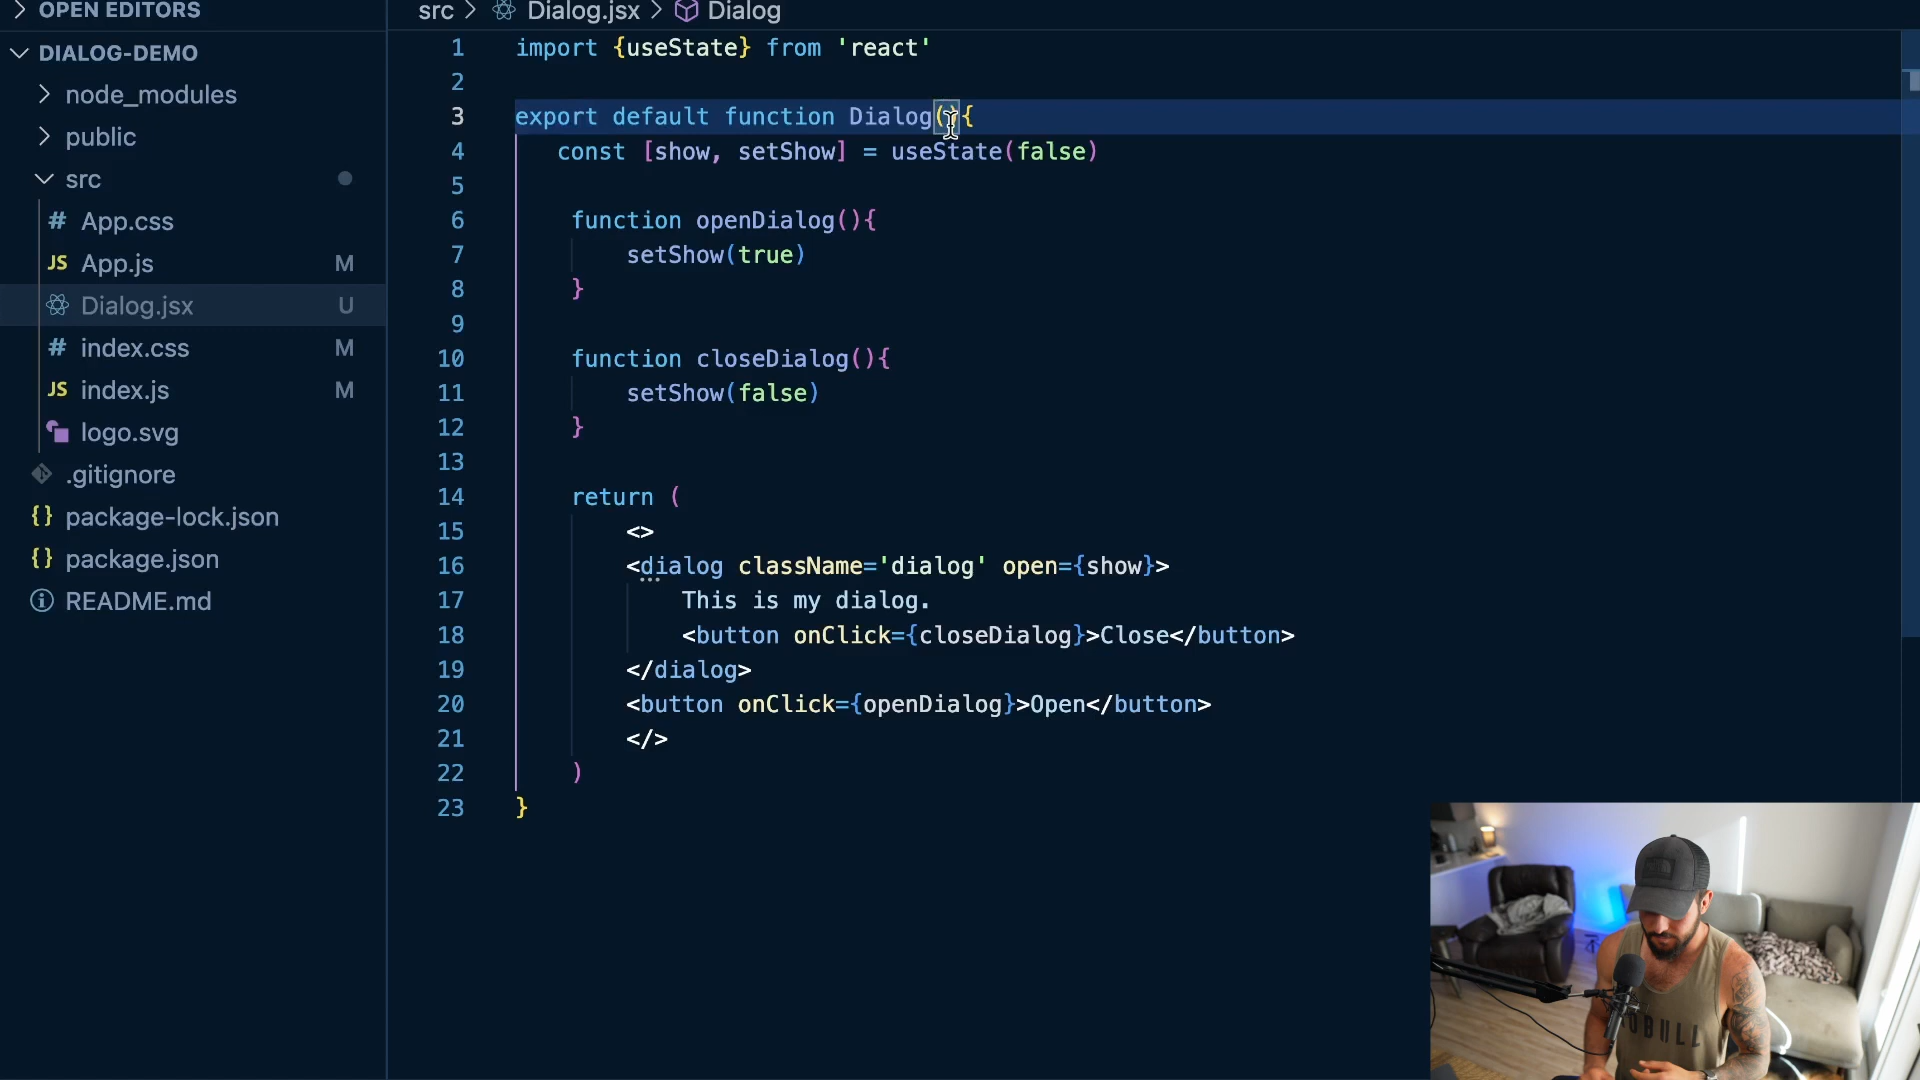 OPEN EDITORS
DIALOG-DEMO
node_modules
public
src
# App.css
JS App.js M
Dialog.jsx U
# index.css M
JS index.js M
logo.svg
.gitignore
{} package-lock.json
{} package.json
README.md
src > Dialog.jsx > Dialog
1 import {useState} from 'react'
2
3 export default function Dialog(){
4 const [show, setShow] = useState(false)
5
6 function openDialog(){
7 setShow(true)
8 }
9
10 function closeDialog(){
11 setShow(false)
12 }
13
14 return (
15 <>
16 <dialog className='dialog' open={show}>
17 This is my dialog.
18 <button onClick={closeDialog}>Close</button>
19 </dialog>
20 <button onClick={openDialog}>Open</button>
21 </>
22 )
23 }